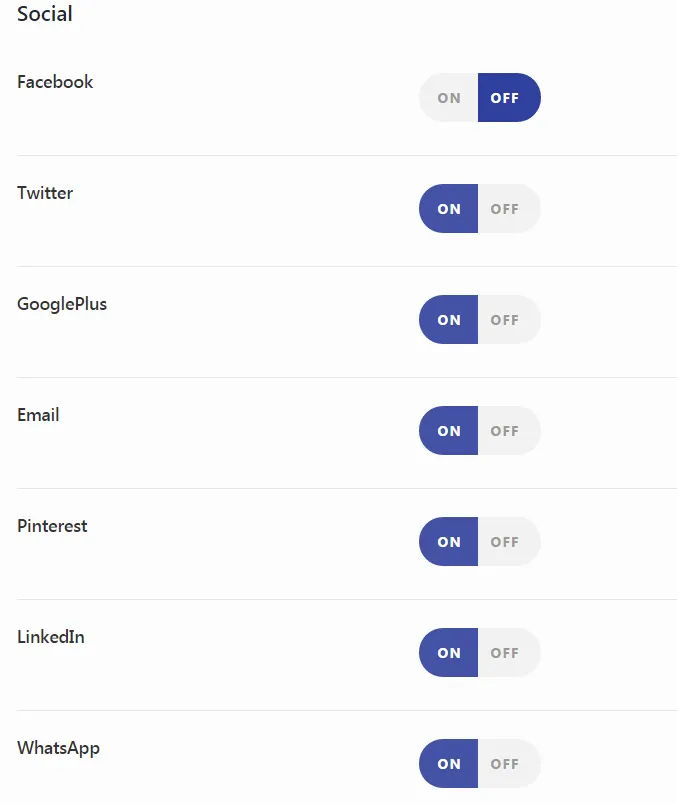 Social
Facebook
ON OFF
Twitter
ON OFF
GooglePlus
ON OFF
Email
ON OFF
Pinterest
ON OFF
LinkedIn
ON OFF
WhatsApp
ON OFF